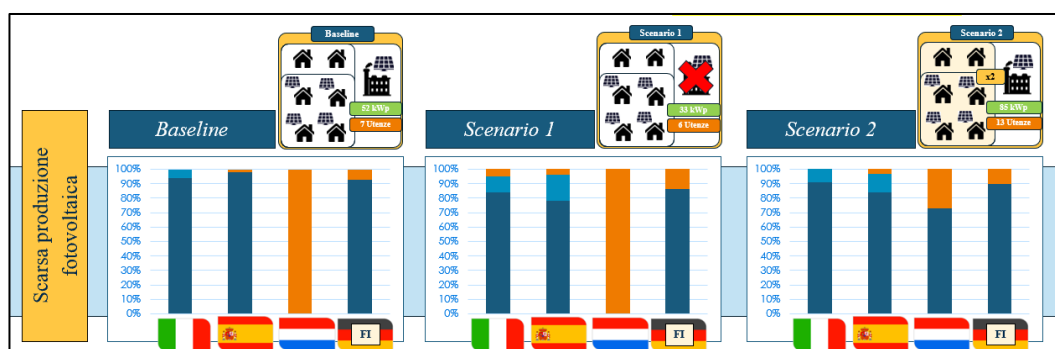 Baseline
52 kWp
7 Utenze
Scenario 1
33 kWp
6 Utenze
Scenario 2
x2
85 kWp
13 Utenze
Scarsa produzione
fotovoltaica
Baseline
100%
90%
80%
70%
60%
50%
40%
30%
20%
10%
0%
FI
Scenario 1
100%
90%
80%
70%
60%
50%
40%
30%
20%
10%
0%
FI
Scenario 2
100%
90%
80%
70%
60%
50%
40%
30%
20%
10%
0%
FI